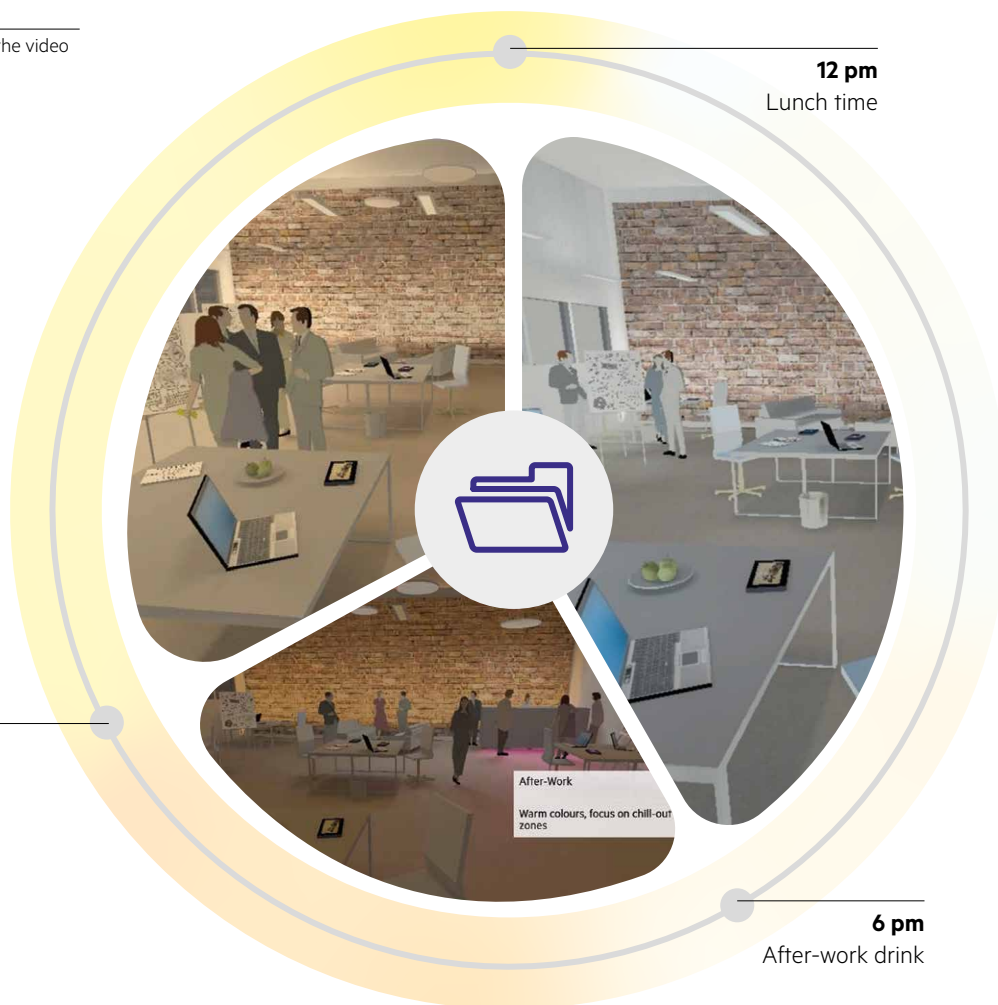 he video
12 pm
Lunch time
After-Work
Warm colours, focus on chill-out
zones
6 pm
After-work drink